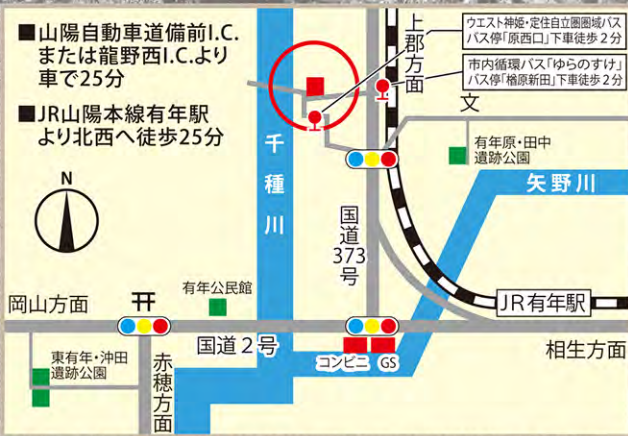 ■山陽自動車道備前I.C.
または龍野西I.C.より
車で25分
■JR山陽本線有年駅
より北西へ徒歩25分
N
千種川
上郡方面
ウエスト神姫・定住自立圏圏域バス
バス停「原西口」下車徒歩2分
市内循環バス「ゆらのすけ」
バス停「楢原新田」下車徒歩2分
文
有年原・田中
遺跡公園
矢野川
国道373号
JR有年駅
岡山方面
有年公民館
国道2号
相生方面
コンビニ GS
東有年・沖田
遺跡公園
赤穂方面